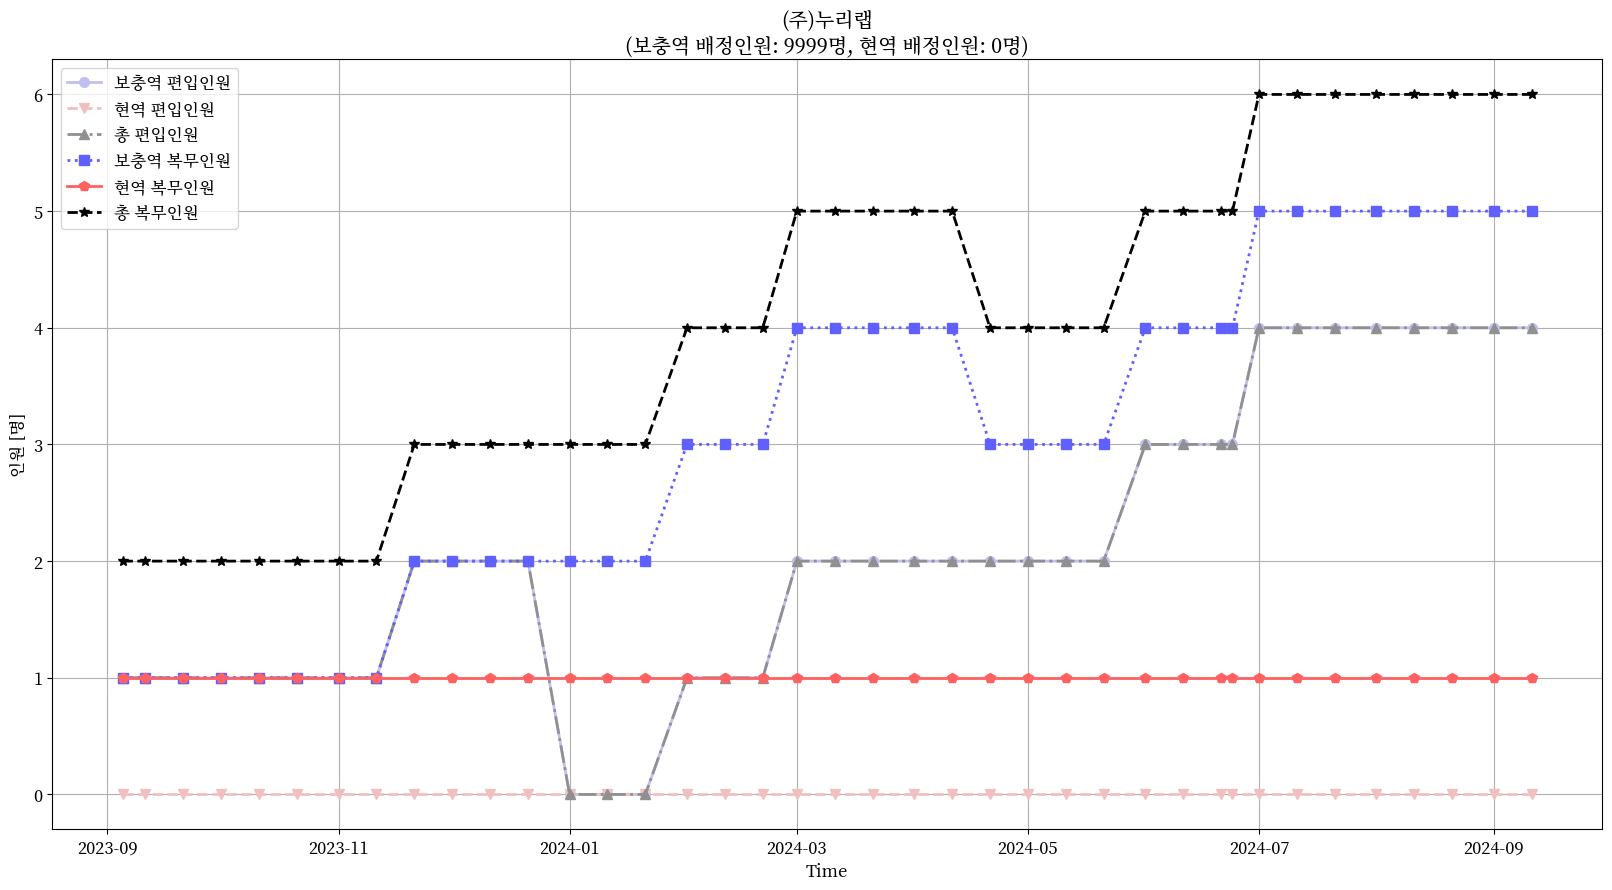 (주)누리랩
(보충역 배정인원: 9999명, 현역 배정인원: 0명)
보충역 편입인원
현역 편입인원
총 편입인원
보충역 복무인원
현역 복무인원
총 복무인원
인원 [명]
6
5
4
3
2
1
0
2023-09 2023-11 2024-01 2024-03 2024-05 2024-07 2024-09
Time